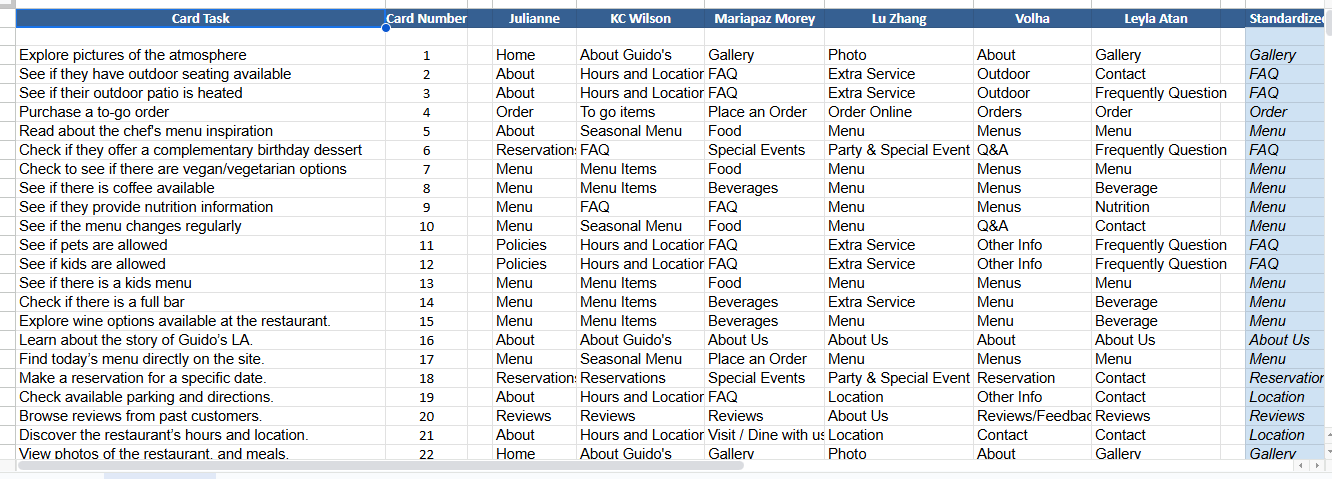 Card Task Card Number Julianne KC Wilson Mariapaz Morey Lu Zhang Volha Leyla Atan Standardized
Explore pictures of the atmosphere 1 Home About Guido's Gallery Photo About Gallery Gallery
See if they have outdoor seating available 2 About Hours and Location FAQ Extra Service Outdoor Contact FAQ
See if their outdoor patio is heated 3 About Hours and Location FAQ Extra Service Outdoor Frequently Question FAQ
Purchase a to-go order 4 Order To go items Place an Order Order Online Orders Order Order
Read about the chef's menu inspiration 5 About Seasonal Menu Food Menu Menus Menu Menu
Check if they offer a complementary birthday dessert 6 Reservations FAQ Special Events Party & Special Event Q&A Frequently Question FAQ
Check to see if there are vegan/vegetarian options 7 Menu Menu Items Food Menu Menus Menu Menu
See if there is coffee available 8 Menu Menu Items Beverages Menu Menus Beverage Menu
See if they provide nutrition information 9 Menu FAQ FAQ Menu Menus Nutrition Menu
See if the menu changes regularly 10 Menu Seasonal Menu Food Menu Q&A Contact Menu
See if pets are allowed 11 Policies Hours and Location FAQ Extra Service Other Info Frequently Question FAQ
See if kids are allowed 12 Policies Hours and Location FAQ Extra Service Other Info Frequently Question FAQ
See if there is a kids menu 13 Menu Menu Items Food Menu Menus Menu Menu
Check if there is a full bar 14 Menu Menu Items Beverages Extra Service Menu Beverage Menu
Explore wine options available at the restaurant. 15 Menu Menu Items Beverages Menu Menu Beverage Menu
Learn about the story of Guido’s LA. 16 About About Guido's About Us About Us About About Us About Us
Find today’s menu directly on the site. 17 Menu Seasonal Menu Place an Order Menu Menus Menu Menu
Make a reservation for a specific date. 18 Reservations Reservations Special Events Party & Special Event Reservation Contact Reservation
Check available parking and directions. 19 About Hours and Location FAQ Location Other Info Contact Location
Browse reviews from past customers. 20 Reviews Reviews Reviews About Us Reviews/Feedbac Reviews Reviews
Discover the restaurant’s hours and location. 21 About Hours and Location Visit / Dine with us Location Contact Contact Location
View photos of the restaurant, and meals. 22 Home About Guido's Gallery Photo About Gallery Gallery